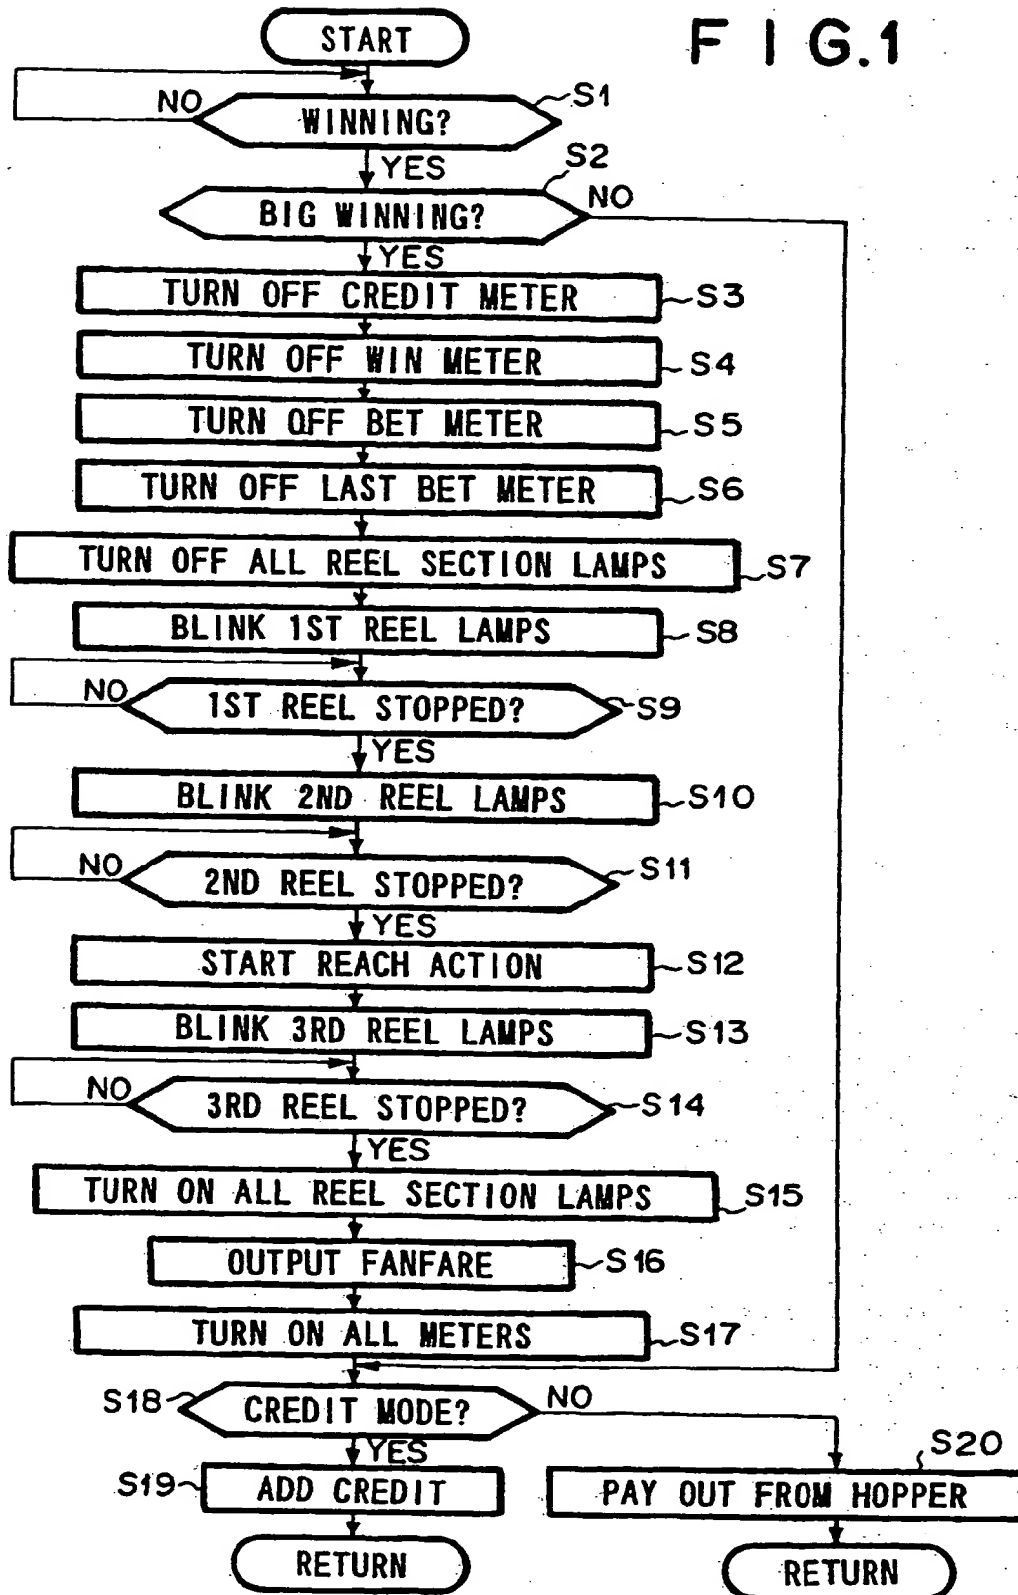 FIG.1
START
NO
S1
WINNING?
YES
S2
BIG WINNING?
NO
YES
TURN OFF CREDIT METER
S3
TURN OFF WIN METER
S4
TURN OFF BET METER
S5
TURN OFF LAST BET METER
S6
TURN OFF ALL REEL SECTION LAMPS
S7
BLINK 1ST REEL LAMPS
S8
NO
1ST REEL STOPPED?
S9
YES
BLINK 2ND REEL LAMPS
S10
NO
2ND REEL STOPPED?
S11
YES
START REACH ACTION
S12
BLINK 3RD REEL LAMPS
S13
NO
3RD REEL STOPPED?
S14
YES
TURN ON ALL REEL SECTION LAMPS
S15
OUTPUT FANFARE
S16
TURN ON ALL METERS
S17
S18
CREDIT MODE?
NO
YES
S19
ADD CREDIT
S20
PAY OUT FROM HOPPER
RETURN
RETURN